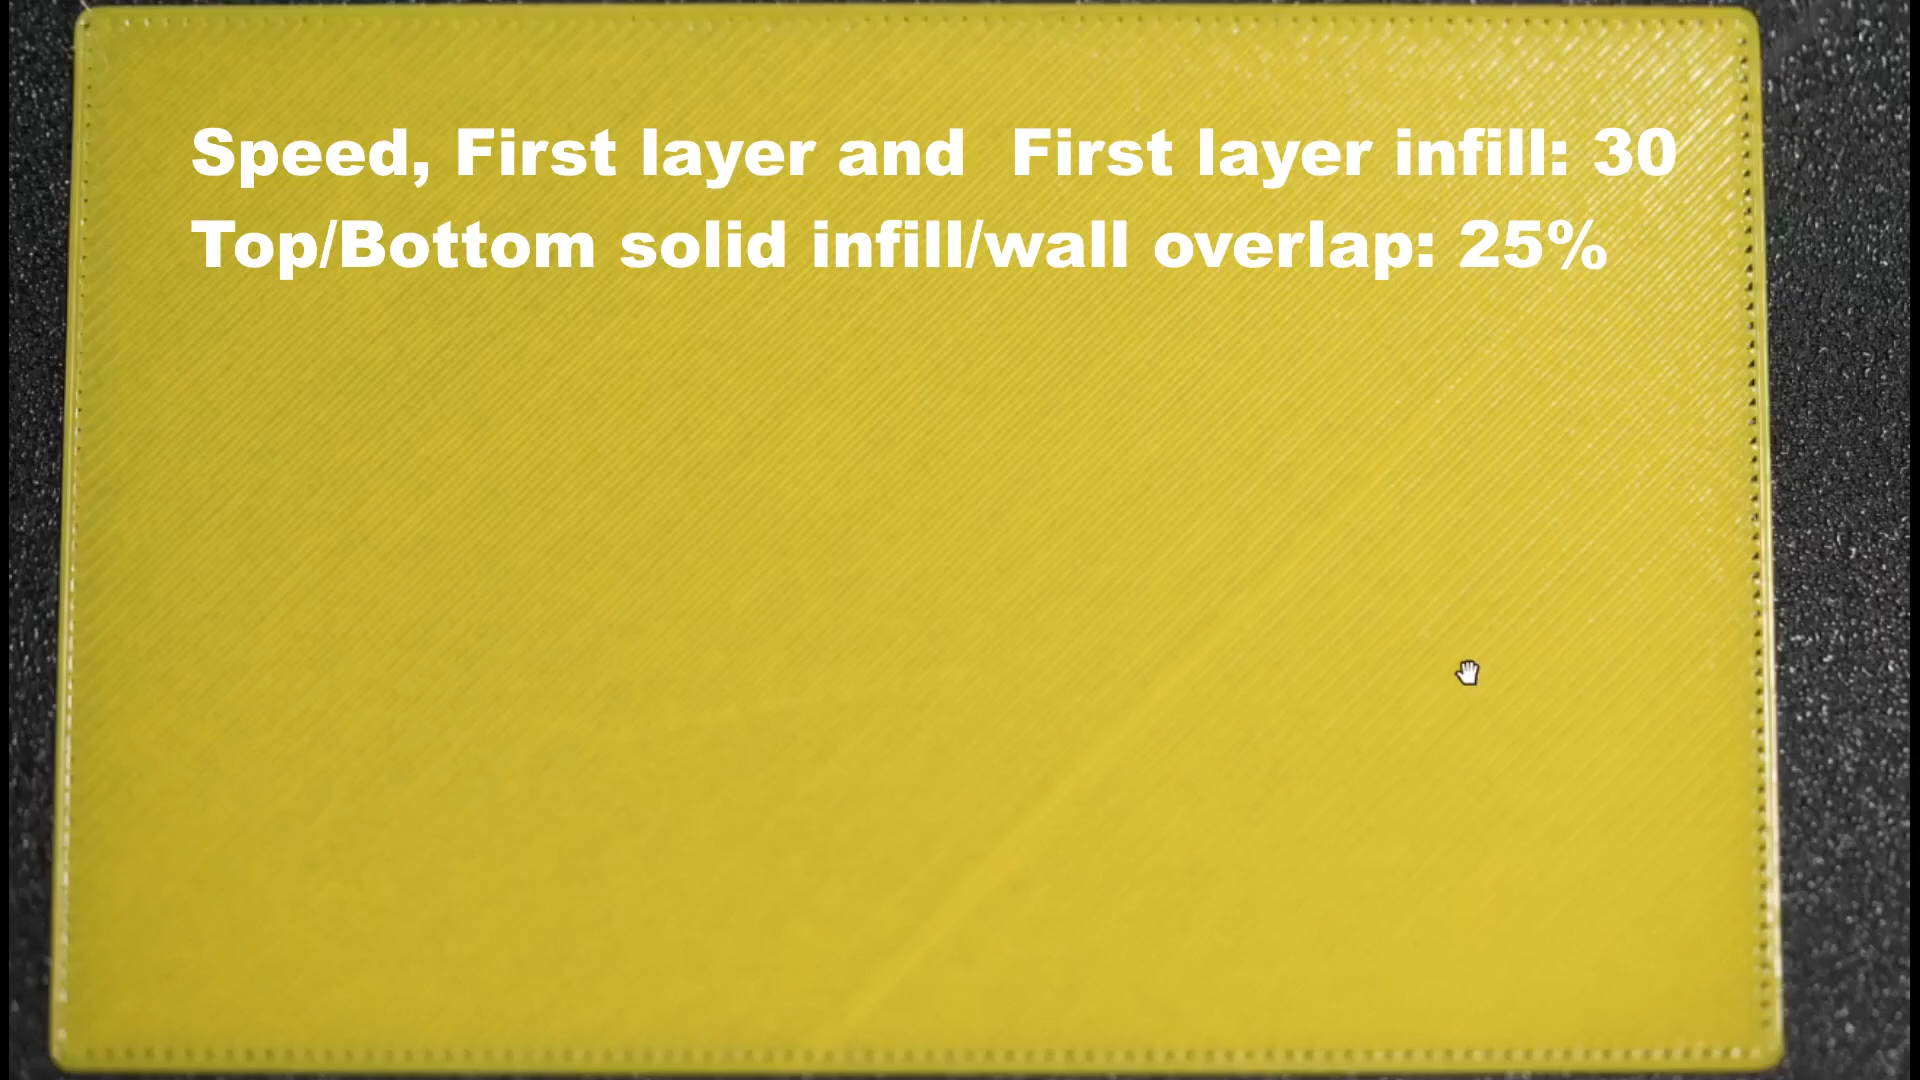 Speed, First layer and  First layer infill: 30
Top/Bottom solid infill/wall overlap: 25%